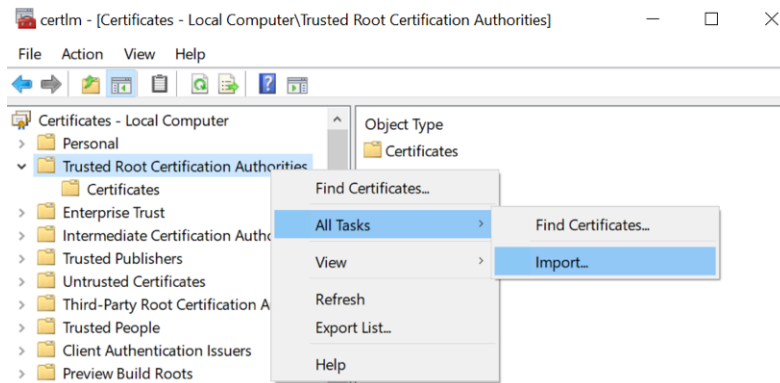 certlm - [Certificates - Local Computer\Trusted Root Certification Authorities]
File Action View Help
Certificates - Local Computer
Personal
Trusted Root Certification Authorities
Certificates
Enterprise Trust
Intermediate Certification Autho
Trusted Publishers
Untrusted Certificates
Third-Party Root Certification A
Trusted People
Client Authentication Issuers
Preview Build Roots
Object Type
Certificates
Find Certificates...
All Tasks
View
Refresh
Export List...
Help
Find Certificates...
Import...